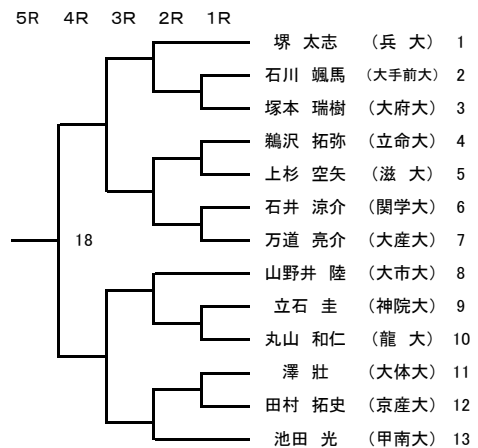 5R 4R 3R 2R 1R
堺 太志 (兵 大) 1
石川 颯馬 (大手前大) 2
塚本 瑞樹 (大府大) 3
鵜沢 拓弥 (立命大) 4
上杉 空矢 (滋 大) 5
石井 涼介 (関学大) 6
万道 亮介 (大産大) 7
18
山野井 陸 (大市大) 8
立石 圭 (神院大) 9
丸山 和仁 (龍 大) 10
澤 壯 (大体大) 11
田村 拓史 (京産大) 12
池田 光 (甲南大) 13